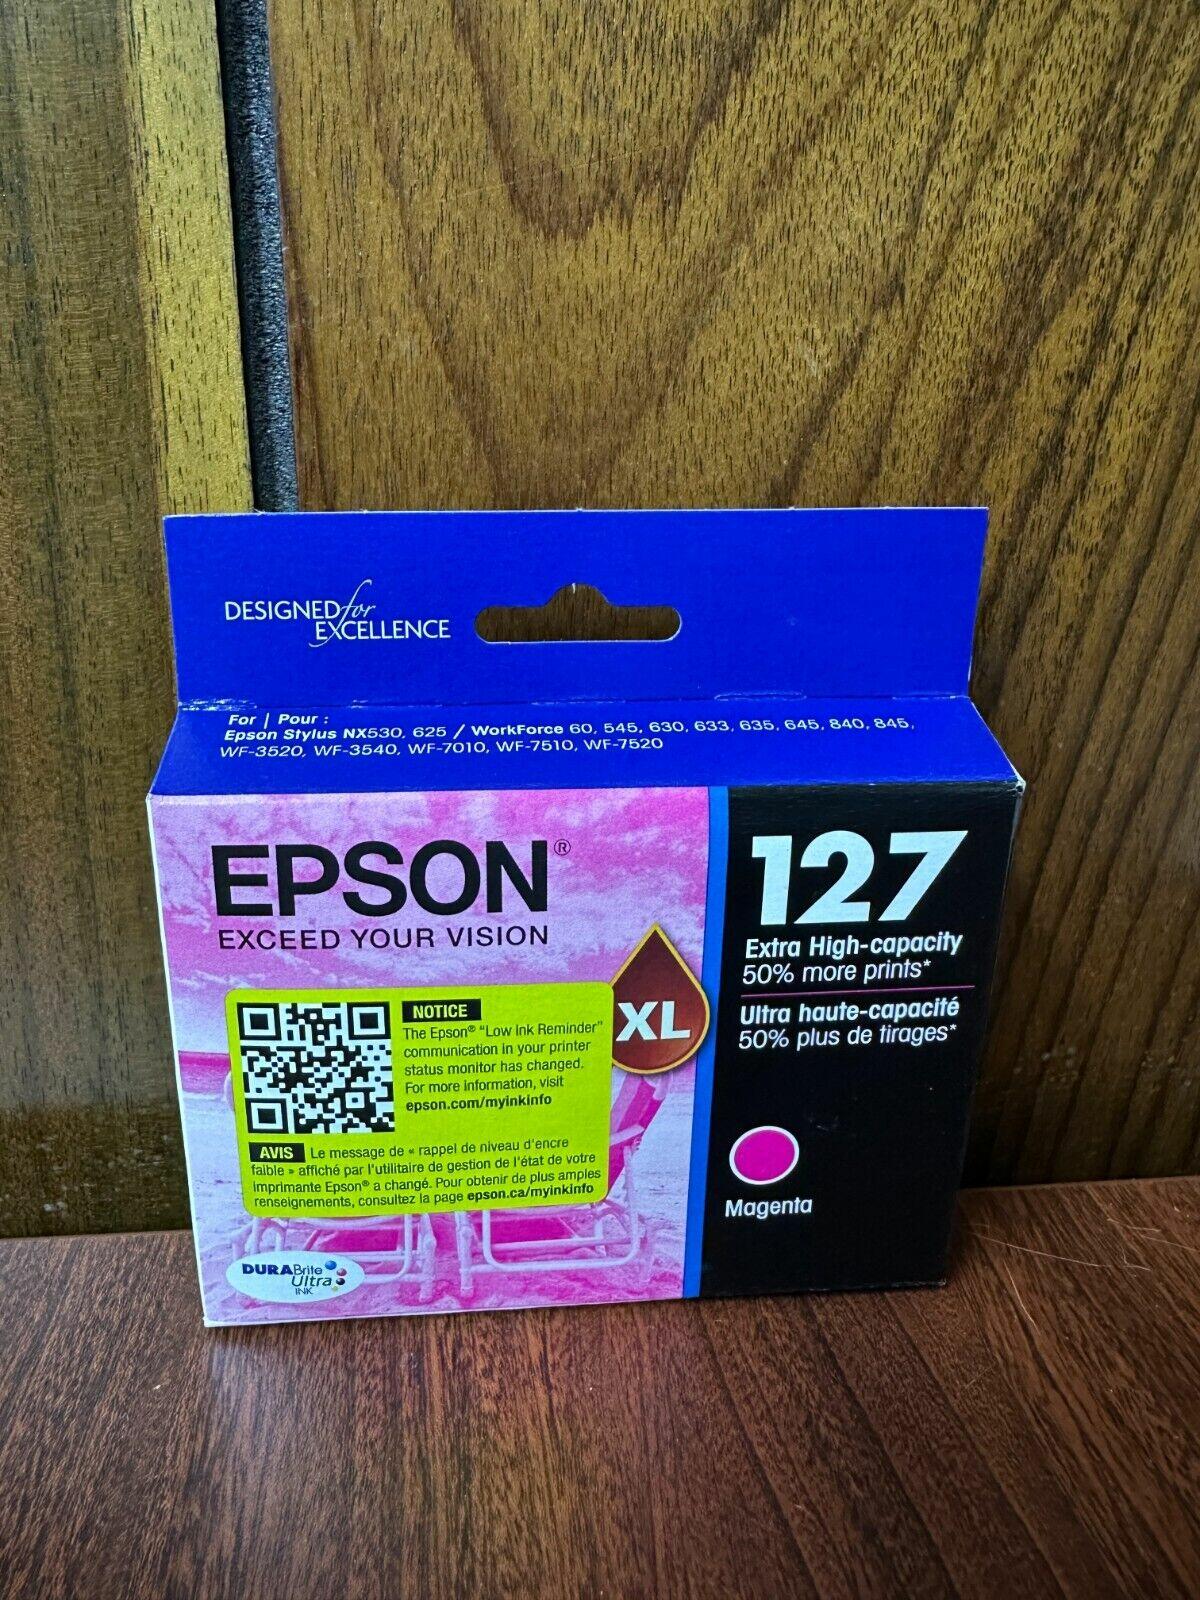 DESIGNED for
EXCELLENCE
For | Pour :
Epson Stylus NX530, 625 / WorkForce 60, 545, 630, 633, 635, 645, 840, 845,
WF-3520, WF-3540, WF-7010, WF-7510, WF-7520
EPSON®
EXCEED YOUR VISION
NOTICE
The Epson® "Low Ink Reminder"
communication in your printer
status monitor has changed.
For more information, visit
epson.com/myinkinfo
AVIS Le message de « rappel de niveau d'encre
faible » affiché par l'utilitaire de gestion de l'état de votre
imprimante Epson® a changé. Pour obtenir de plus amples
renseignements, consultez la page epson.ca/myinkinfo
XL
DURABrite
Ultra
INK
127
Extra High-capacity
50% more prints*
Ultra haute-capacité
50% plus de tirages*
Magenta